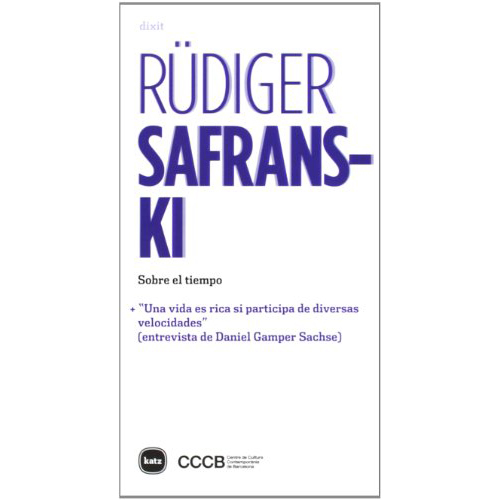 dixit
RÜDIGER
SAFRANS-
KI
Sobre el tiempo
+ "Una vida es rica si participa de diversas
velocidades"
(entrevista de Daniel Gamper Sachse)
katz
CCCB
Centre de Cultura
Contemporània
de Barcelona